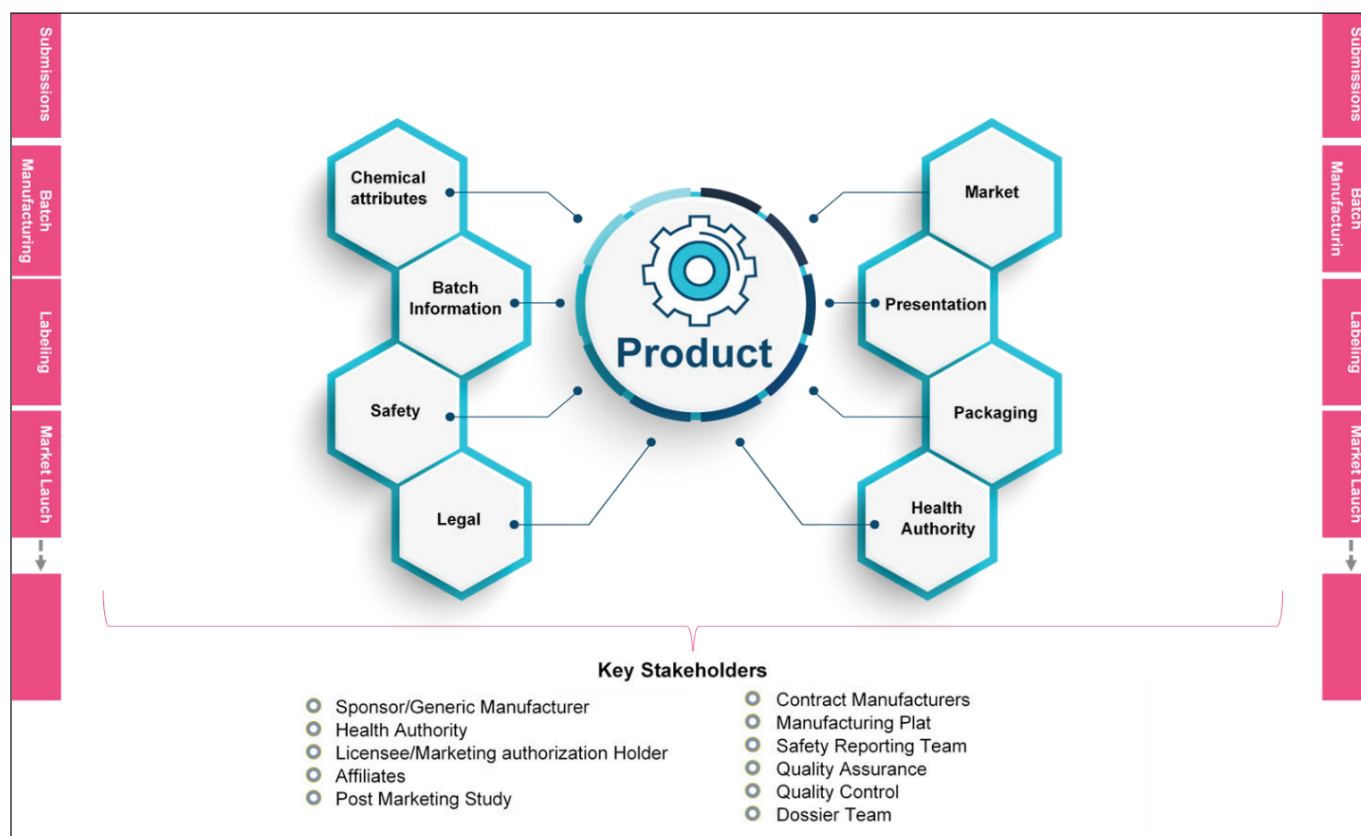 Submissions
Batch
Manufacturing
Labeling
Market Lauch
Chemical
attributes
Batch
Information
Safety
Legal
Product
Market
Presentation
Packaging
Health
Authority
Submissions
Batch
Manufacturin
Labeling
Market Lauch
Key Stakeholders
Sponsor/Generic Manufacturer
Health Authority
Licensee/Marketing authorization Holder
Affiliates
Post Marketing Study
Contract Manufacturers
Manufacturing Plat
Safety Reporting Team
Quality Assurance
Quality Control
Dossier Team